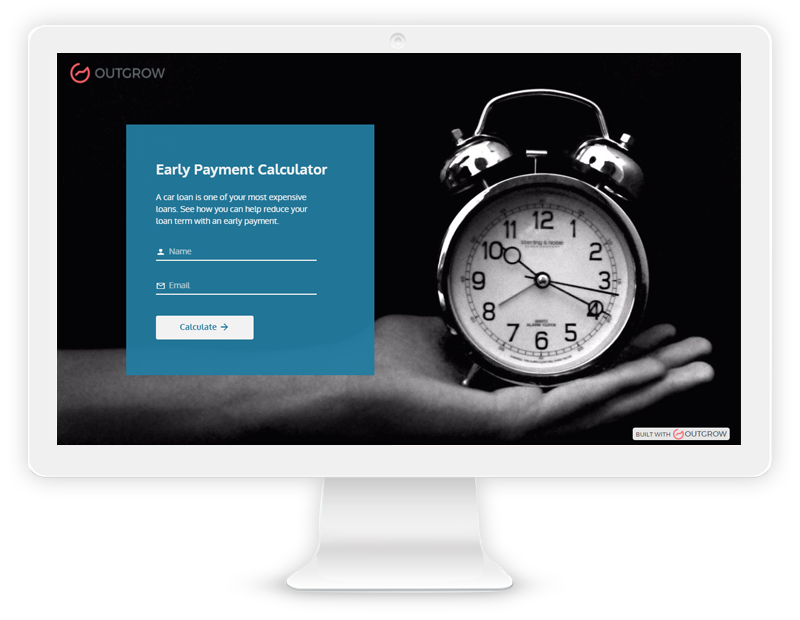 OUTGROW
Early Payment Calculator
A car loan is one of your most expensive
loans. See how you can help reduce your
loan term with an early payment.
Name
Email
Calculate
12
11 1
10 2
9 3
8 4
7 5
6
BUILT WITH OUTGROW